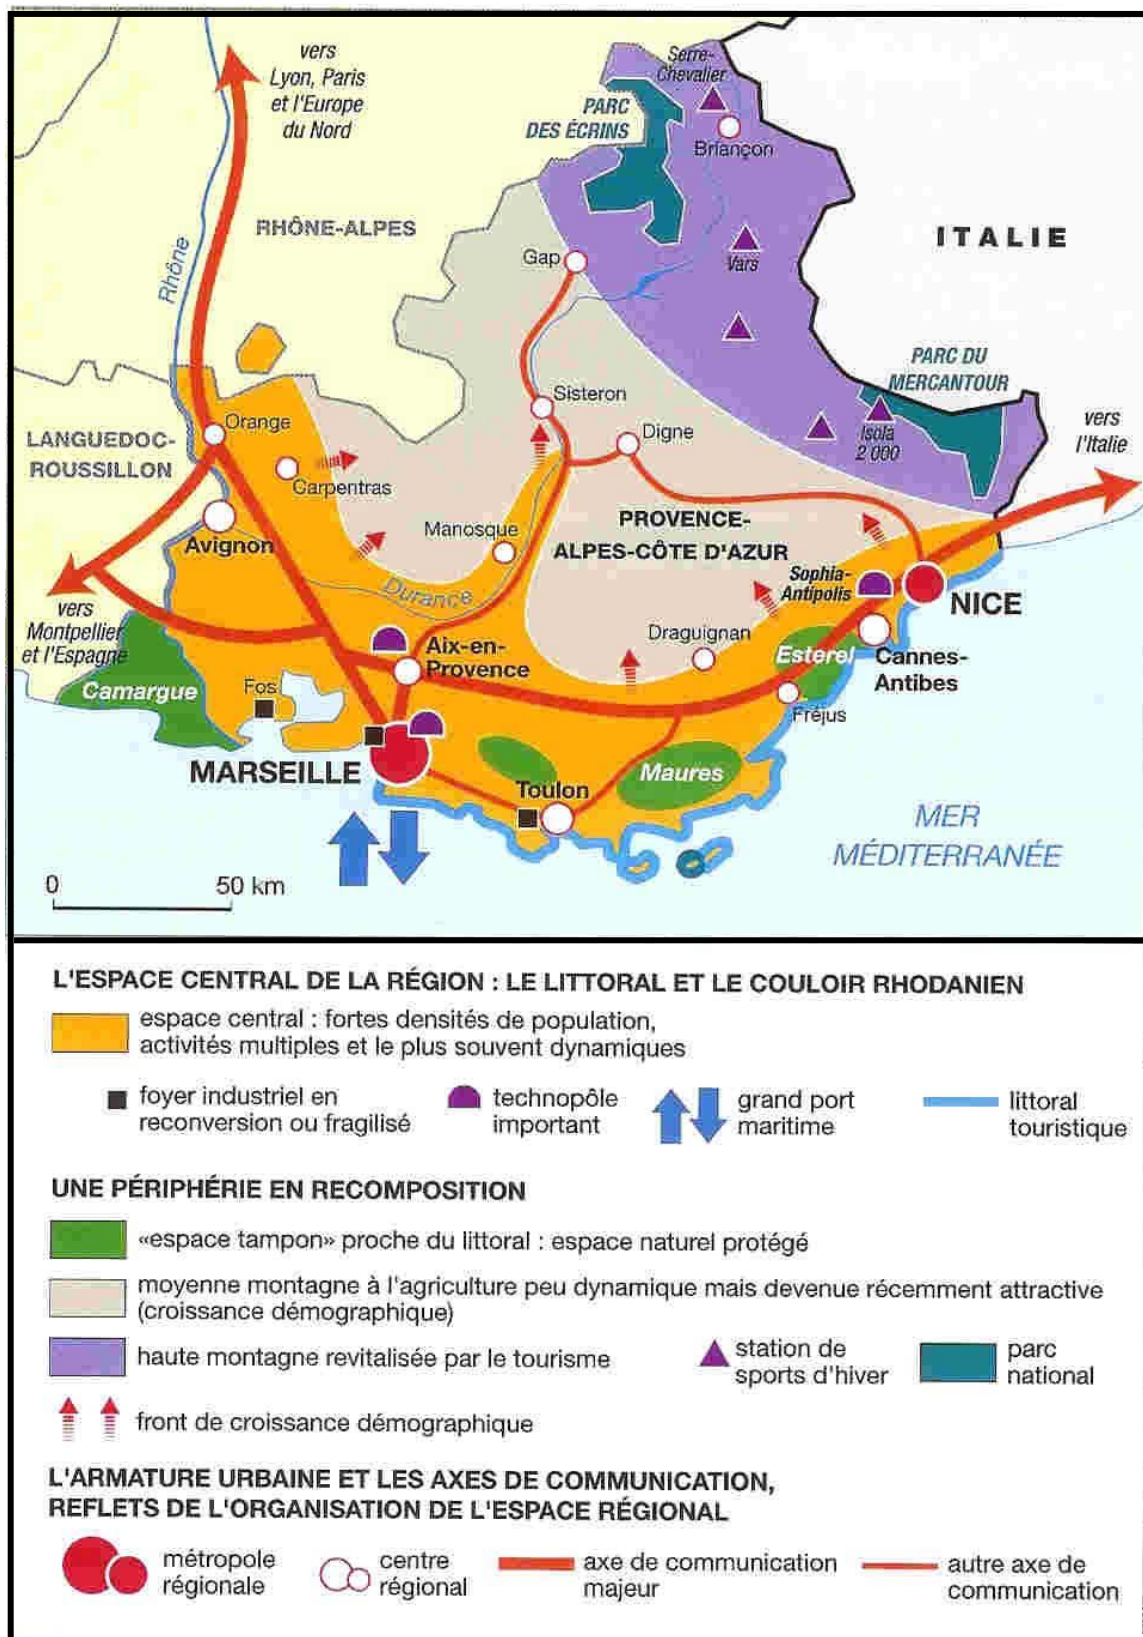 vers
Lyon, Paris
et l'Europe
du Nord
Serre-
Chevalier
PARC
DES ÉCRINS
Briançon
RHÔNE-ALPES
Rhône
ITALIE
Gap
Vars
PARC DU
MERCANTOUR
Sisteron
Orange
Digne
Isola
2 000
vers
l'Italie
LANGUEDOC-
ROUSSILLON
Carpentras
Manosque
PROVENCE-
ALPES-CÔTE D'AZUR
Avignon
Durance
Sophia-
Antipolis
NICE
vers
Montpellier
et l'Espagne
Draguignan
Aix-en-
Provence
Esterel
Cannes-
Antibes
Camargue
Fos
Fréjus
MARSEILLE
Maures
Toulon
MER
MÉDITERRANÉE
0 50 km
L'ESPACE CENTRAL DE LA RÉGION : LE LITTORAL ET LE COULOIR RHODANIEN
espace central : fortes densités de population,
activités multiples et le plus souvent dynamiques
foyer industriel en
reconversion ou fragilisé
technopôle
important
grand port
maritime
littoral
touristique
UNE PÉRIPHÉRIE EN RECOMPOSITION
«espace tampon» proche du littoral : espace naturel protégé
moyenne montagne à l'agriculture peu dynamique mais devenue récemment attractive
(croissance démographique)
haute montagne revitalisée par le tourisme
station de
sports d'hiver
parc
national
front de croissance démographique
L'ARMATURE URBAINE ET LES AXES DE COMMUNICATION,
REFLETS DE L'ORGANISATION DE L'ESPACE RÉGIONAL
métropole
régionale
centre
régional
axe de communication
majeur
autre axe de
communication